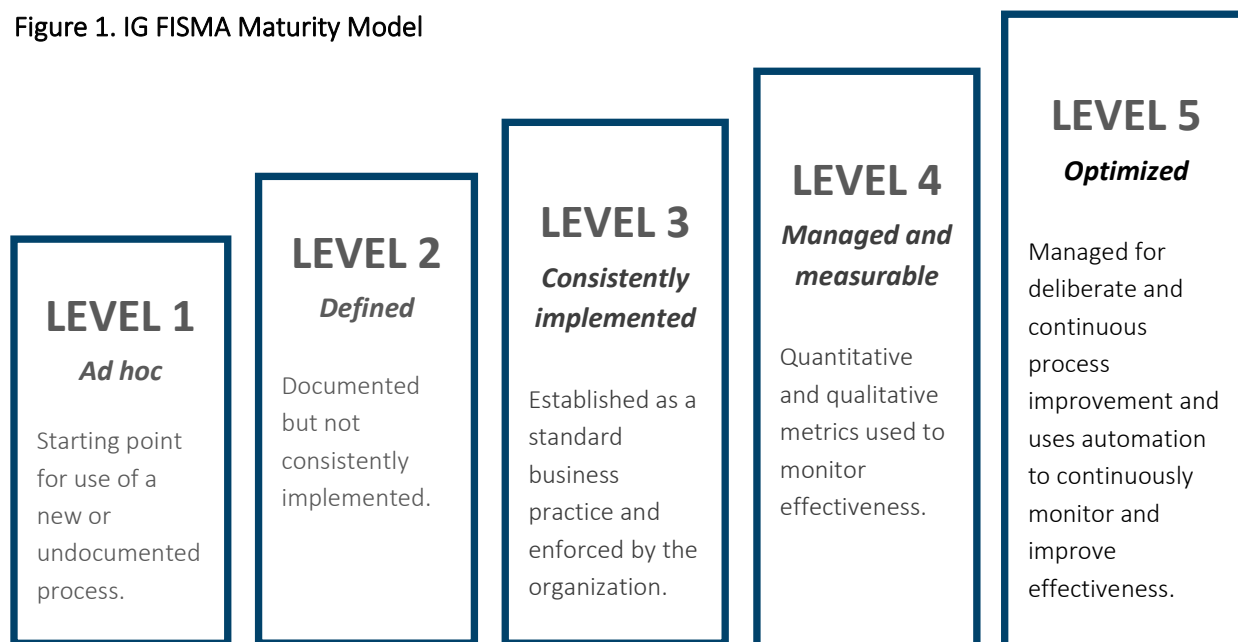 Figure 1. IG FISMA Maturity Model
LEVEL 1
Ad hoc
Starting point
for use of a
new or
undocumented
process.
LEVEL 2
Defined
Documented
but not
consistently
implemented.
LEVEL 3
Consistently
implemented
Established as a
standard
business
practice and
enforced by the
organization.
LEVEL 4
Managed and
measurable
Quantitative
and qualitative
metrics used to
monitor
effectiveness.
LEVEL 5
Optimized
Managed for
deliberate and
continuous
process
improvement and
uses automation
to continuously
monitor and
improve
effectiveness.